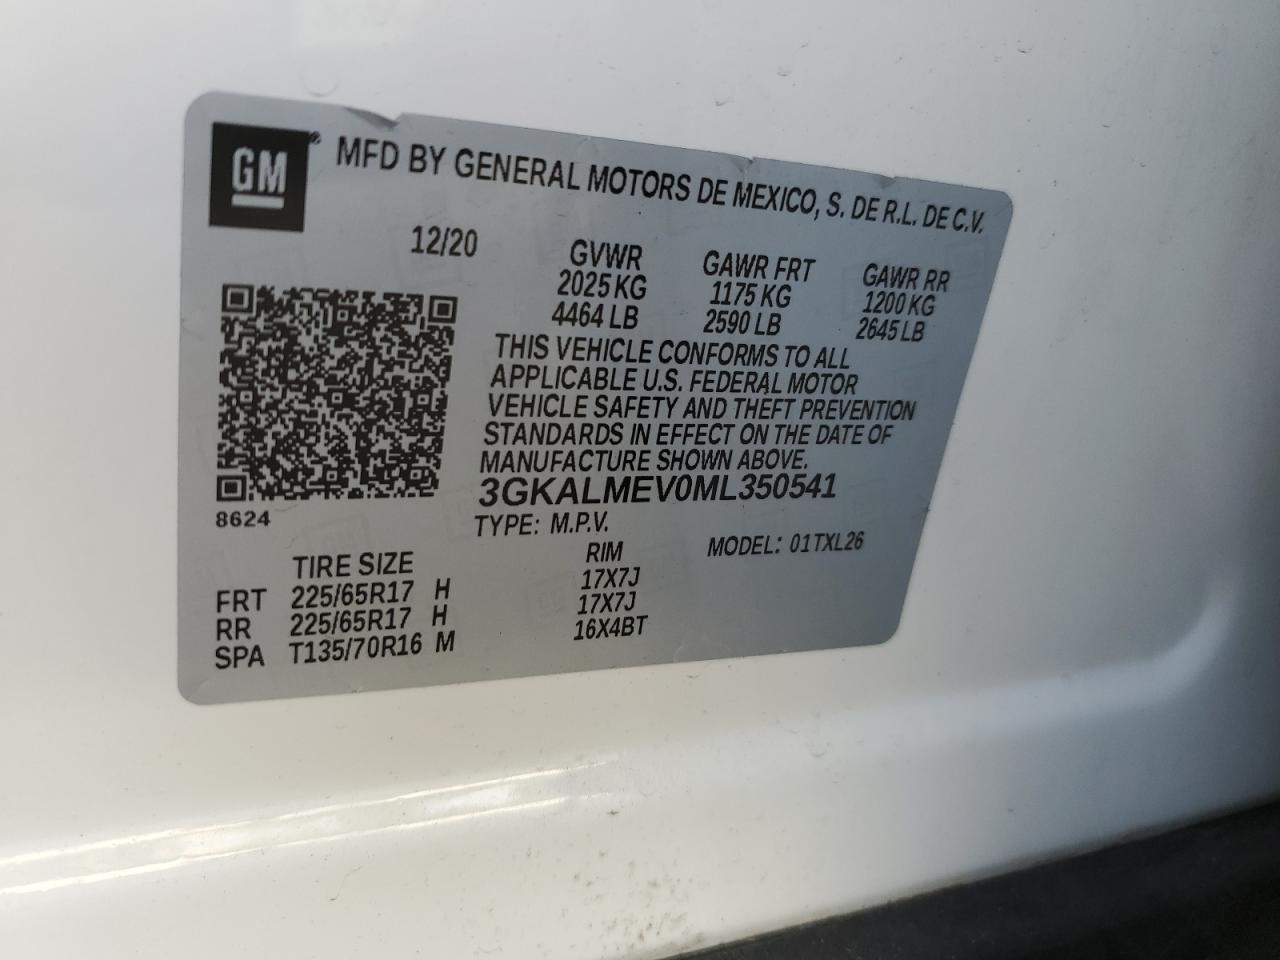 GM® MFD BY GENERAL MOTORS DE MEXICO, S. DE R.L. DE C.V.
12/20 GVWR GAWR FRT GAWR RR
2025 KG 1175 KG 1200 KG
4464 LB 2590 LB 2645 LB
THIS VEHICLE CONFORMS TO ALL
APPLICABLE U.S. FEDERAL MOTOR
VEHICLE SAFETY AND THEFT PREVENTION
STANDARDS IN EFFECT ON THE DATE OF
MANUFACTURE SHOWN ABOVE.
3GKALMEV0ML350541
8624
TYPE: M.P.V. MODEL: 01TXL26
TIRE SIZE RIM
FRT 225/65R17 H 17X7J
RR 225/65R17 H 17X7J
SPA T135/70R16 M 16X4BT